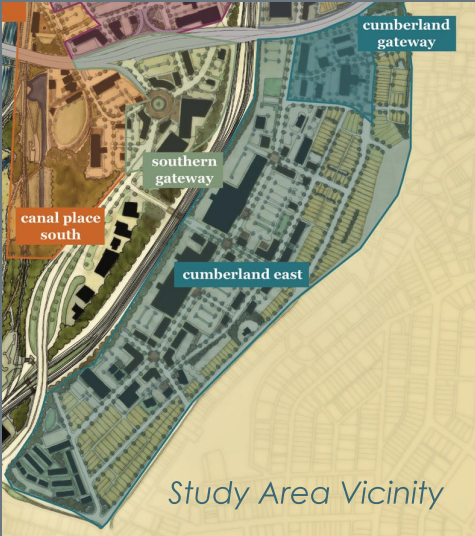 cumberland
gateway
southern
gateway
canal place
south
cumberland east
Study Area Vicinity